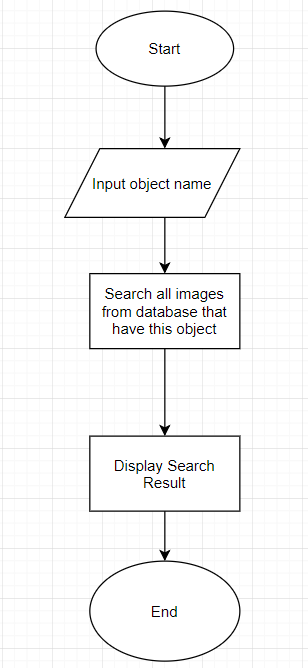 Start
Input object name
Search all images
from database that
have this object
Display Search
Result
End